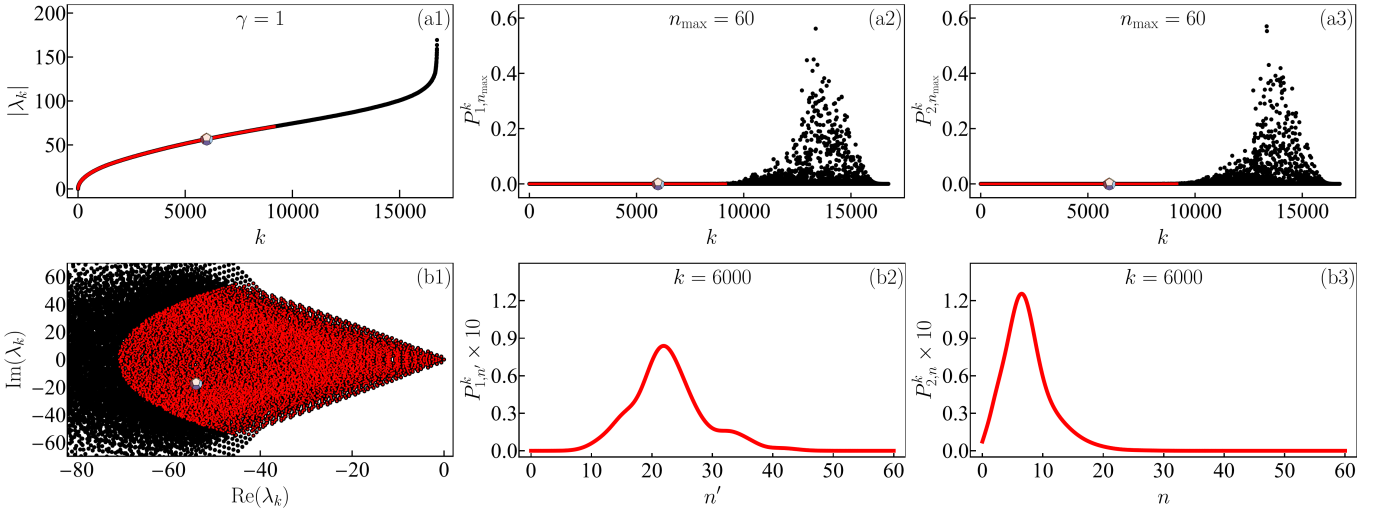 γ = 1
(a1)
|λ_k|
200
150
100
50
0
0
5000
10000
15000
k
n_max = 60
(a2)
P^k_{1,n_max}
0.6
0.4
0.2
0.0
0
5000
10000
15000
k
n_max = 60
(a3)
P^k_{2,n_max}
0.6
0.4
0.2
0.0
0
5000
10000
15000
k
(b1)
Im(λ_k)
60
40
20
0
−20
−40
−60
−80
−60
−40
−20
0
Re(λ_k)
k = 6000
(b2)
P^k_{1,n′} × 10
1.2
0.9
0.6
0.3
0.0
0
10
20
30
40
50
60
n′
k = 6000
(b3)
P^k_{2,n} × 10
1.2
0.9
0.6
0.3
0.0
0
10
20
30
40
50
60
n